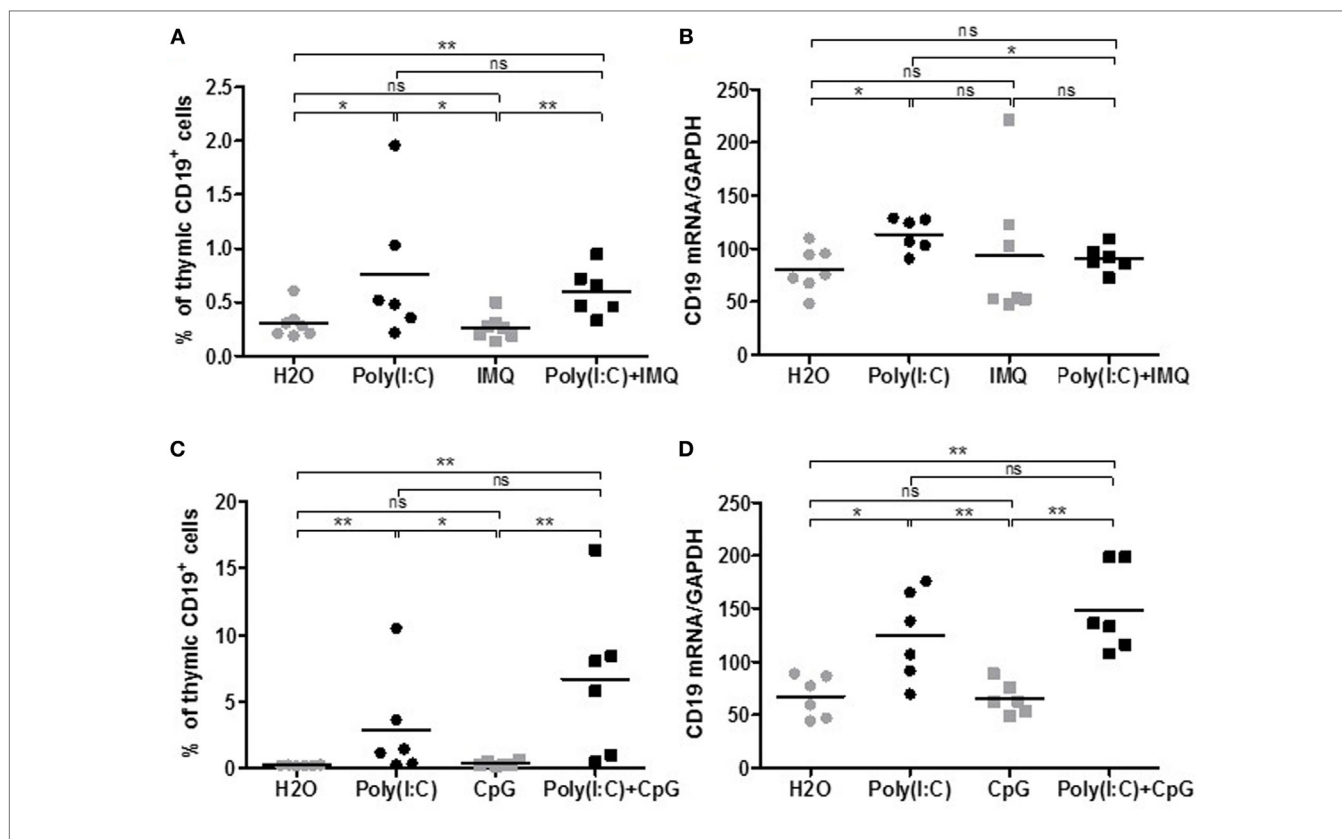 A
**
ns
ns
* * **
% of thymic CD19+ cells
2.5
2.0
1.5
1.0
0.5
0.0
H2O Poly(I:C) IMQ Poly(I:C)+IMQ
B
ns
*
ns
* ns ns
CD19 mRNA/GAPDH
250
200
150
100
50
0
H2O Poly(I:C) IMQ Poly(I:C)+IMQ
C
**
ns
ns
** * **
% of thymic CD19+ cells
20
15
10
5
0
H2O Poly(I:C) CpG Poly(I:C)+CpG
D
**
ns
ns
* ** **
CD19 mRNA/GAPDH
250
200
150
100
50
0
H2O Poly(I:C) CpG Poly(I:C)+CpG